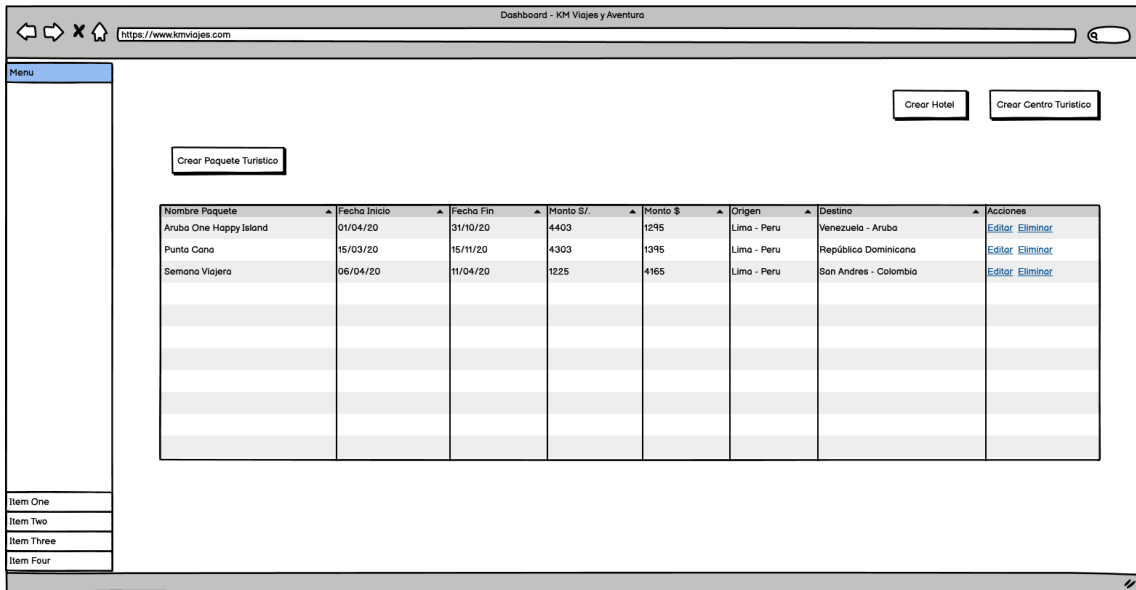 Dashboard - KM Viajes y Aventura
https://www.kmviajes.com
Menu
Crear Hotel Crear Centro Turistico
Crear Paquete Turistico
Nombre Paquete Fecha Inicio Fecha Fin Monto S/. Monto $ Origen Destino Acciones
Aruba One Happy Island 01/04/20 31/10/20 4403 1295 Lima - Peru Venezuela - Aruba Editar Eliminar
Punta Cana 15/03/20 15/11/20 4303 1395 Lima - Peru República Dominicana Editar Eliminar
Semana Viajera 06/04/20 11/04/20 1225 4165 Lima - Peru San Andres - Colombia Editar Eliminar
Item One
Item Two
Item Three
Item Four